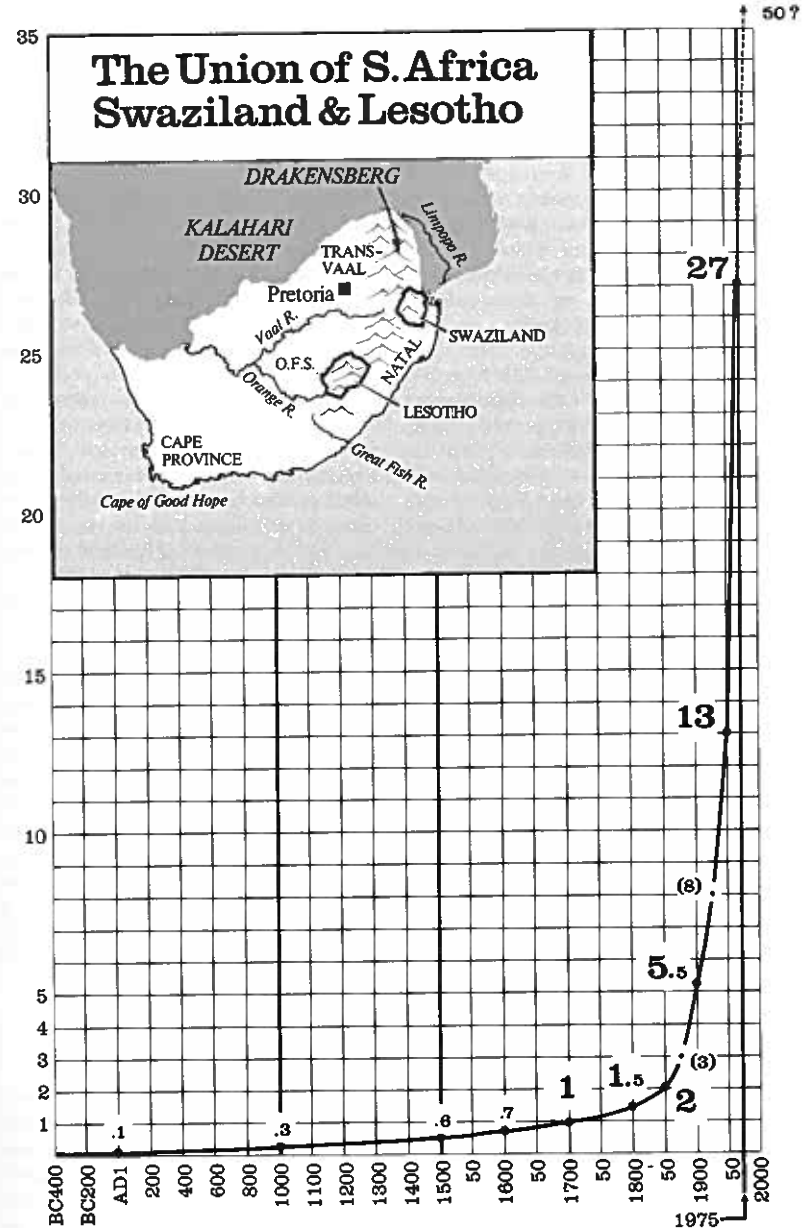 50?
35
The Union of S. Africa
Swaziland & Lesotho
30
DRAKENSBERG
Limpopo R.
KALAHARI
DESERT
TRANS-
VAAL
Pretoria
27
Vaal R.
SWAZILAND
25
O.F.S.
NATAL
Orange R.
LESOTHO
CAPE
PROVINCE
Great Fish R.
Cape of Good Hope
20
15
13
10
(8)
5.5
5
4
3
(3)
2
1.5
2
1
1
.7
.6
.3
.1
BC400
BC200
AD1
200
400
600
800
1000
1100
1200
1300
1400
1500
50
1600
50
1700
50
1800
50
1900
50
2000
1975